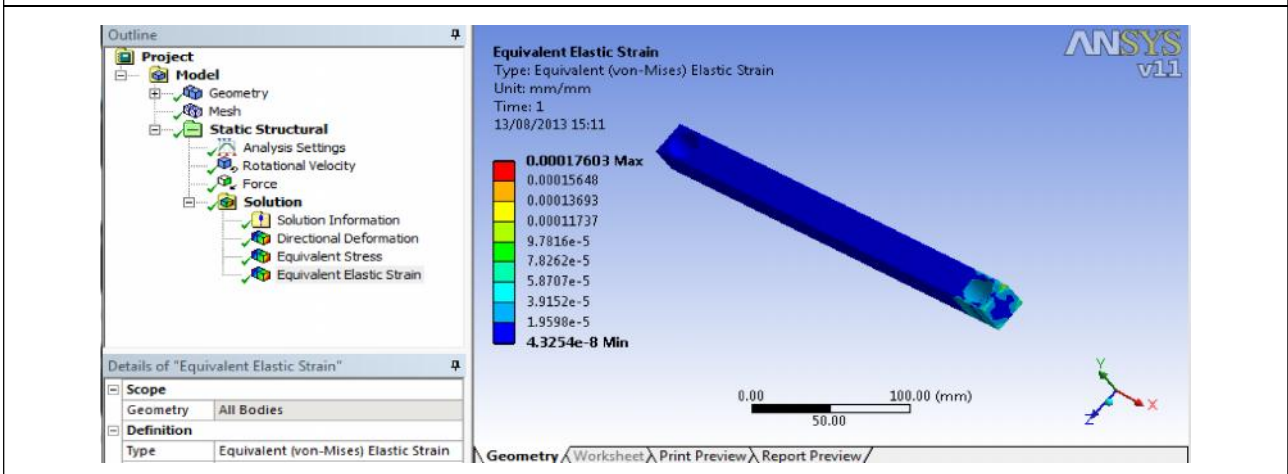 Outline
Project
Model
Geometry
Mesh
Static Structural
Analysis Settings
Rotational Velocity
Force
Solution
Solution Information
Directional Deformation
Equivalent Stress
Equivalent Elastic Strain
Details of "Equivalent Elastic Strain"
Scope
Geometry All Bodies
Definition
Type Equivalent (von-Mises) Elastic Strain
Equivalent Elastic Strain
Type: Equivalent (von-Mises) Elastic Strain
Unit: mm/mm
Time: 1
13/08/2013 15:11
0.00017603 Max
0.00015648
0.00013693
0.00011737
9.7816e-5
7.8262e-5
5.8707e-5
3.9152e-5
1.9598e-5
4.3254e-8 Min
ANSYS
v11
0.00 100.00 (mm)
50.00
Y
X
Z
Geometry Worksheet Print Preview Report Preview